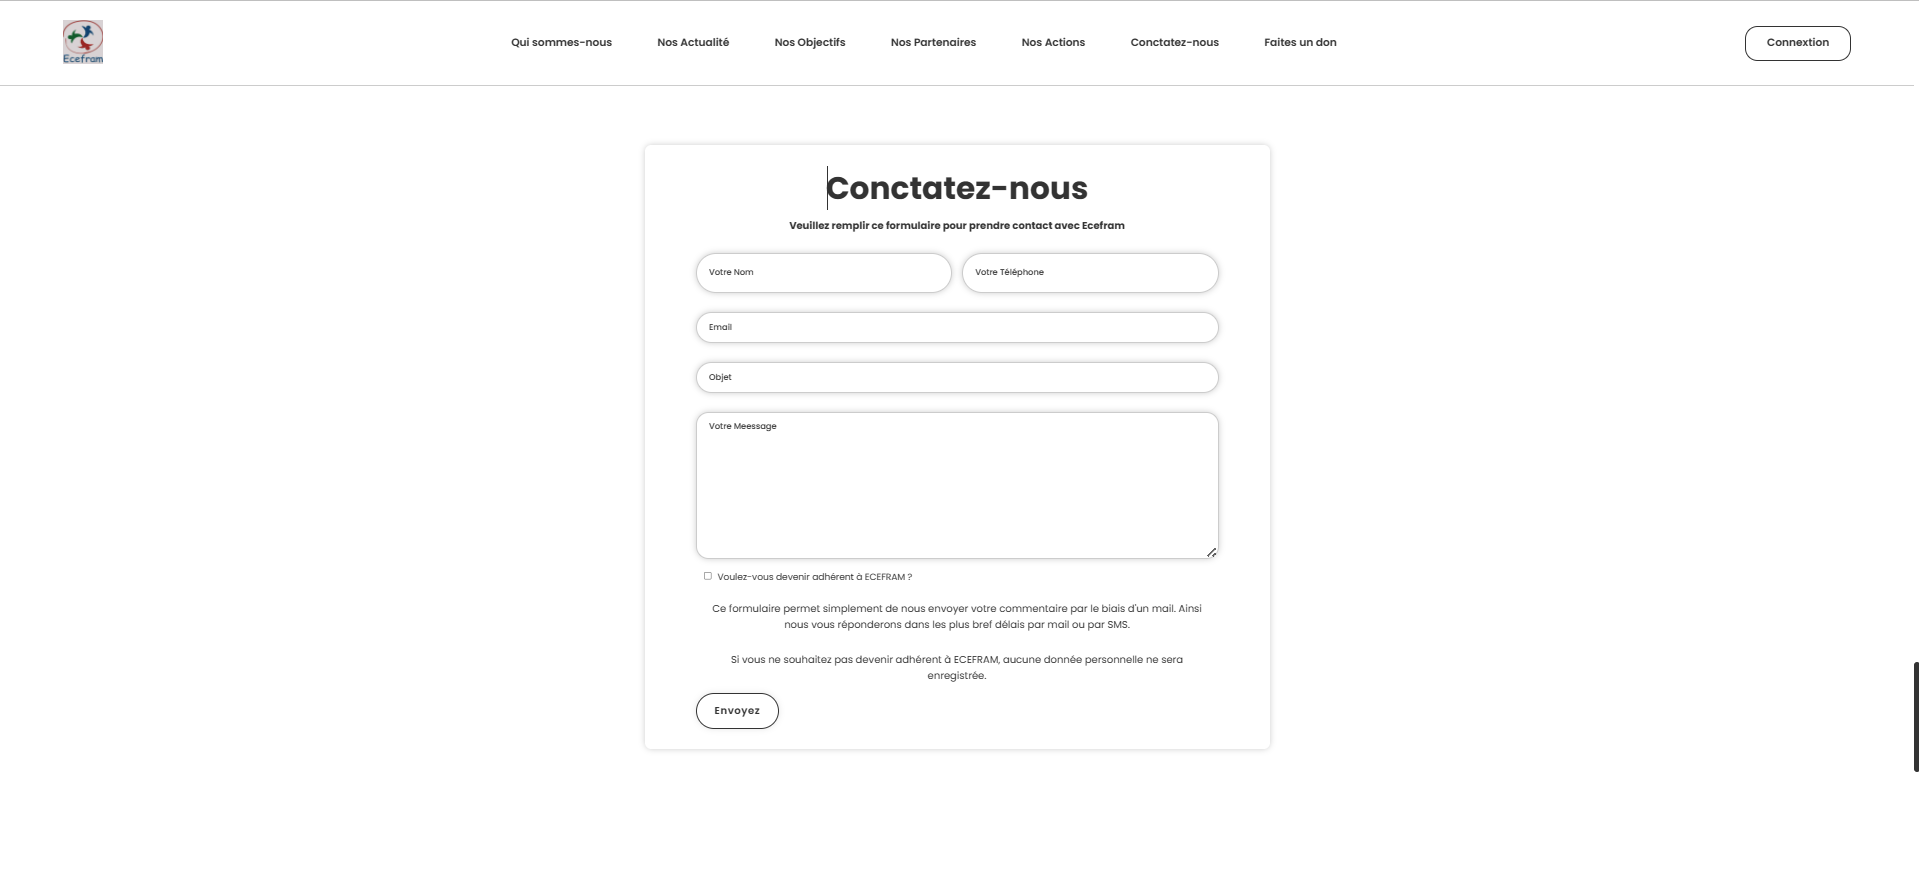 Ecefram
Qui sommes-nous
Nos Actualité
Nos Objectifs
Nos Partenaires
Nos Actions
Conctatez-nous
Faites un don
Connextion
Conctatez-nous
Veuillez remplir ce formulaire pour prendre contact avec Ecefram
Votre Nom
Votre Téléphone
Email
Objet
Votre Meessage
Voulez-vous devenir adhérent à ECEFRAM ?
Ce formulaire permet simplement de nous envoyer votre commentaire par le biais d'un mail. Ainsi
nous vous réponderons dans les plus bref délais par mail ou par SMS.
Si vous ne souhaitez pas devenir adhérent à ECEFRAM, aucune donnée personnelle ne sera
enregistrée.
Envoyez